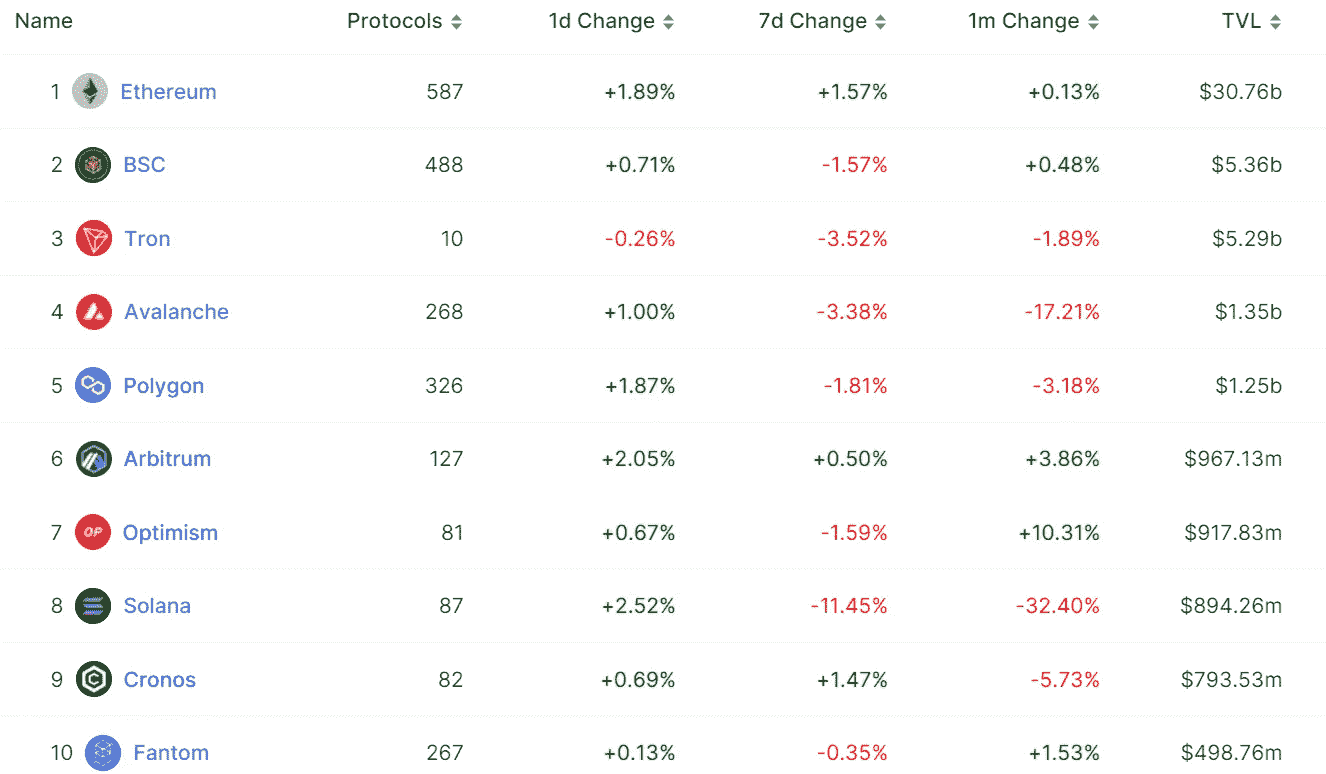 Name Protocols 1d Change 7d Change 1m Change TVL
1 Ethereum 587 +1.89% +1.57% +0.13% $30.76b
2 BSC 488 +0.71% -1.57% +0.48% $5.36b
3 Tron 10 -0.26% -3.52% -1.89% $5.29b
4 Avalanche 268 +1.00% -3.38% -17.21% $1.35b
5 Polygon 326 +1.87% -1.81% -3.18% $1.25b
6 Arbitrum 127 +2.05% +0.50% +3.86% $967.13m
7 OP Optimism 81 +0.67% -1.59% +10.31% $917.83m
8 Solana 87 +2.52% -11.45% -32.40% $894.26m
9 Cronos 82 +0.69% +1.47% -5.73% $793.53m
10 Fantom 267 +0.13% -0.35% +1.53% $498.76m